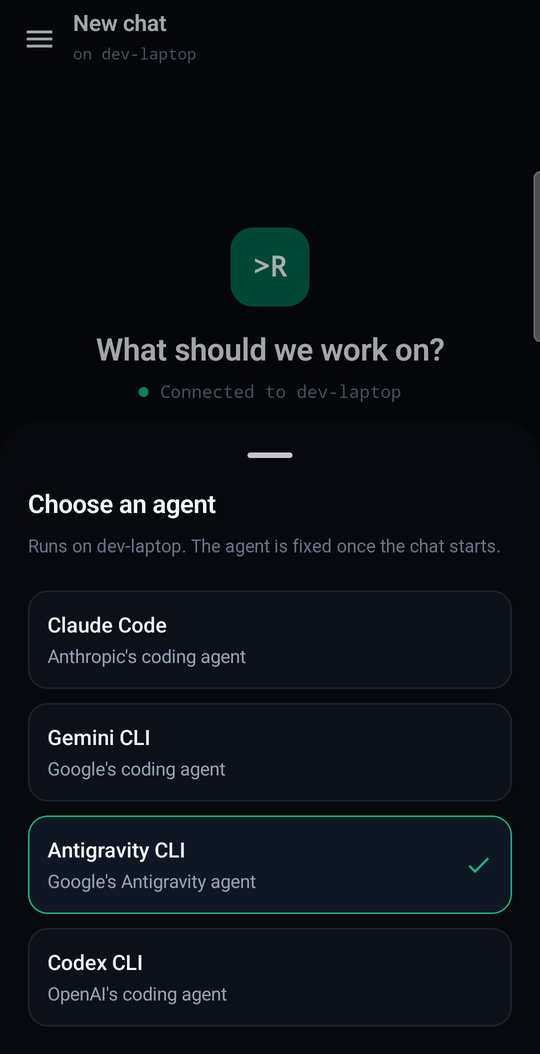 New chat
on dev-laptop
>R
What should we work on?
Connected to dev-laptop
Choose an agent
Runs on dev-laptop. The agent is fixed once the chat starts.
Claude Code
Anthropic's coding agent
Gemini CLI
Google's coding agent
Antigravity CLI
Google's Antigravity agent
Codex CLI
OpenAI's coding agent